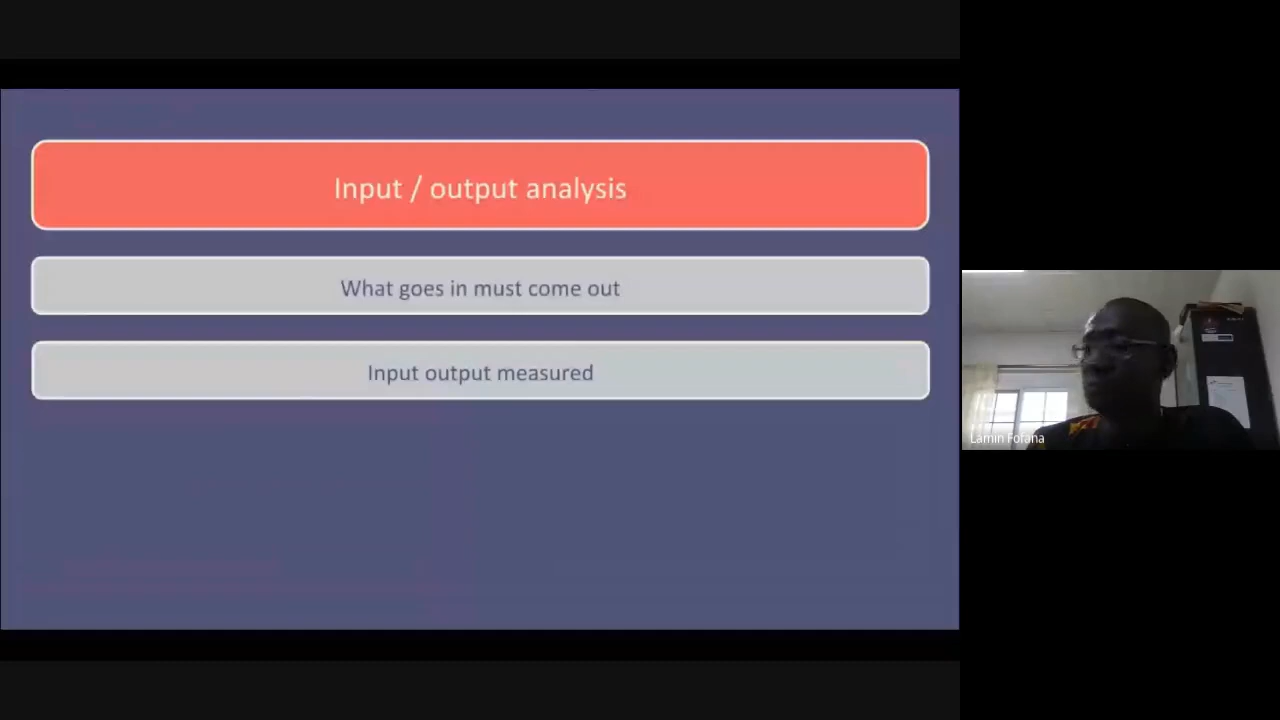 Input / output analysis
What goes in must come out
Input output measured
Lamin Fofana